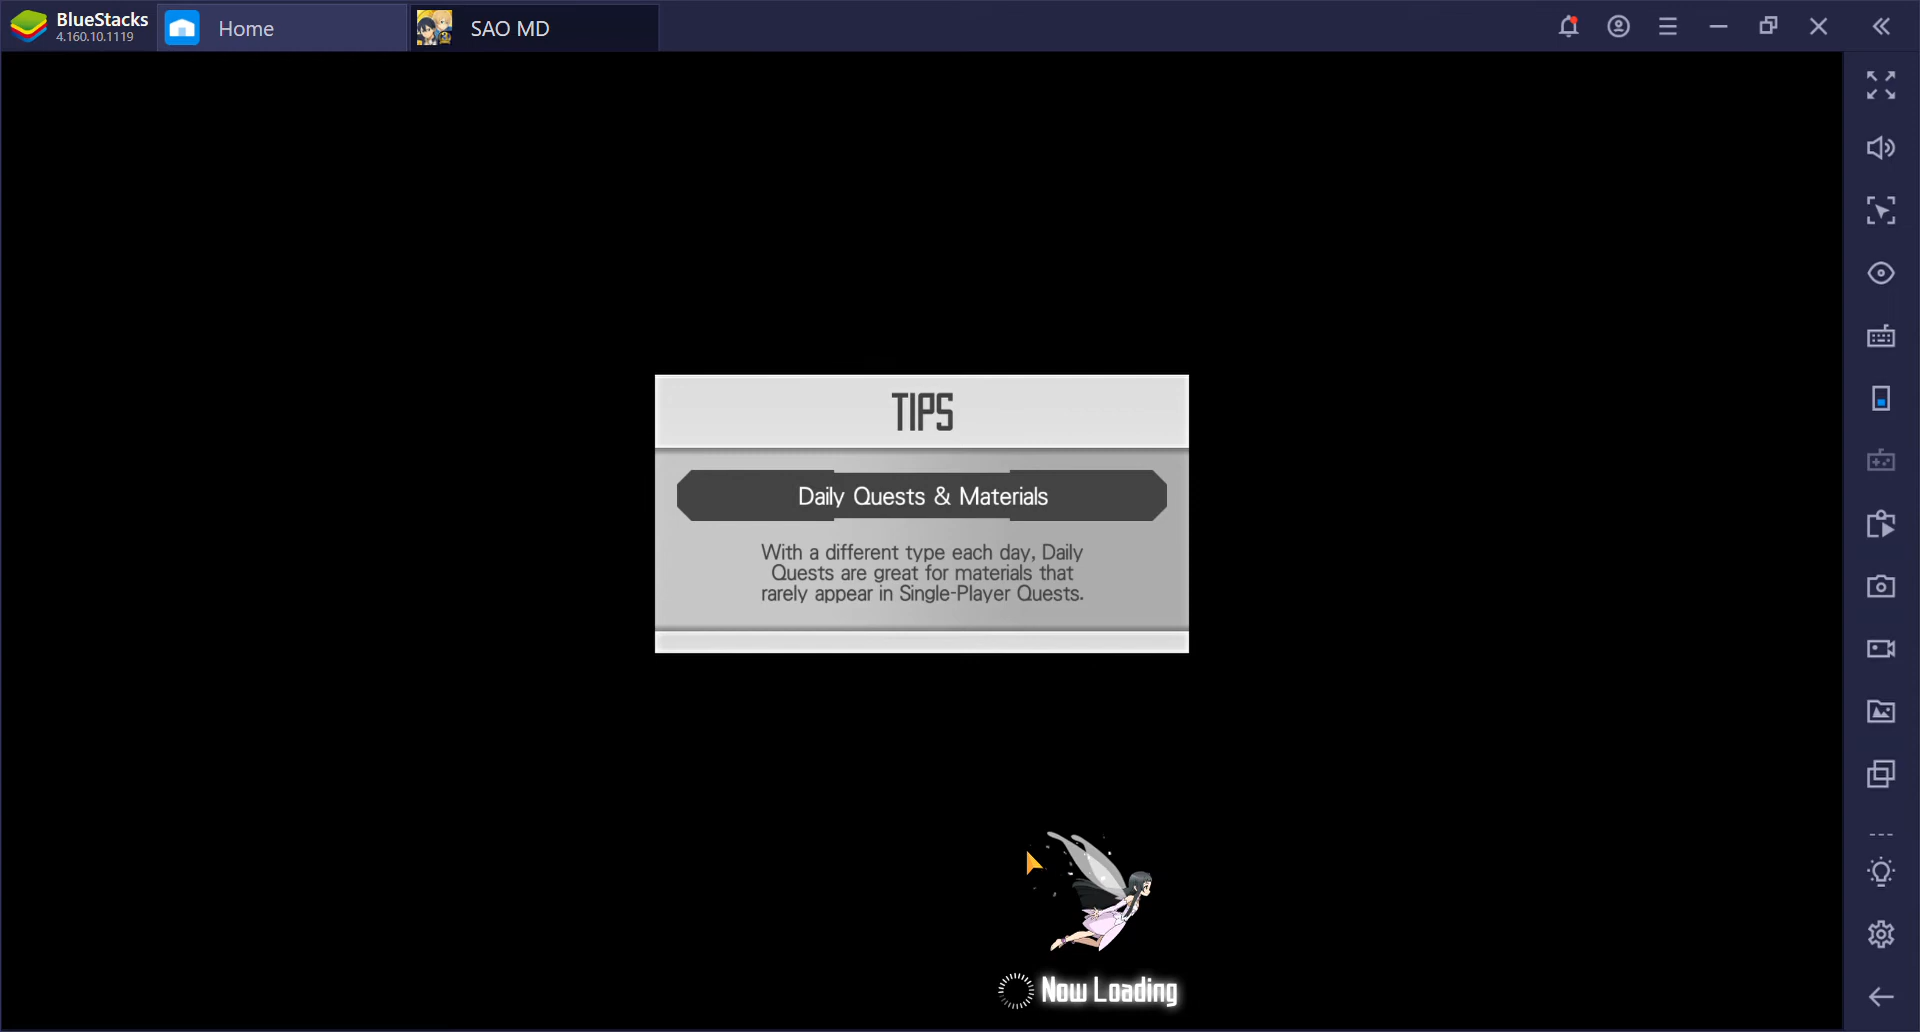 BlueStacks
4.160.10.1119
Home
SAO MD
TIPS
Daily Quests & Materials
With a different type each day, Daily
Quests are great for materials that
rarely appear in Single-Player Quests.
Now Loading